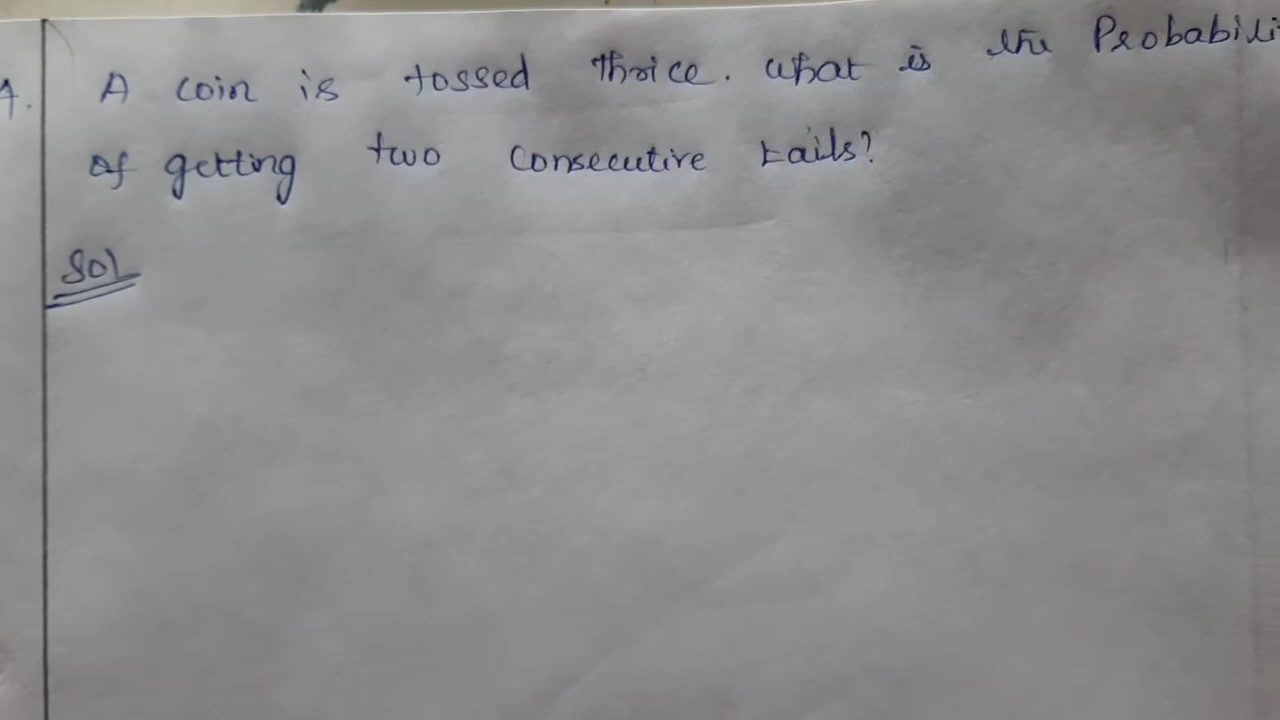 4. A coin is tossed thrice. What is the Probabili
of getting two consecutive tails?
Sol